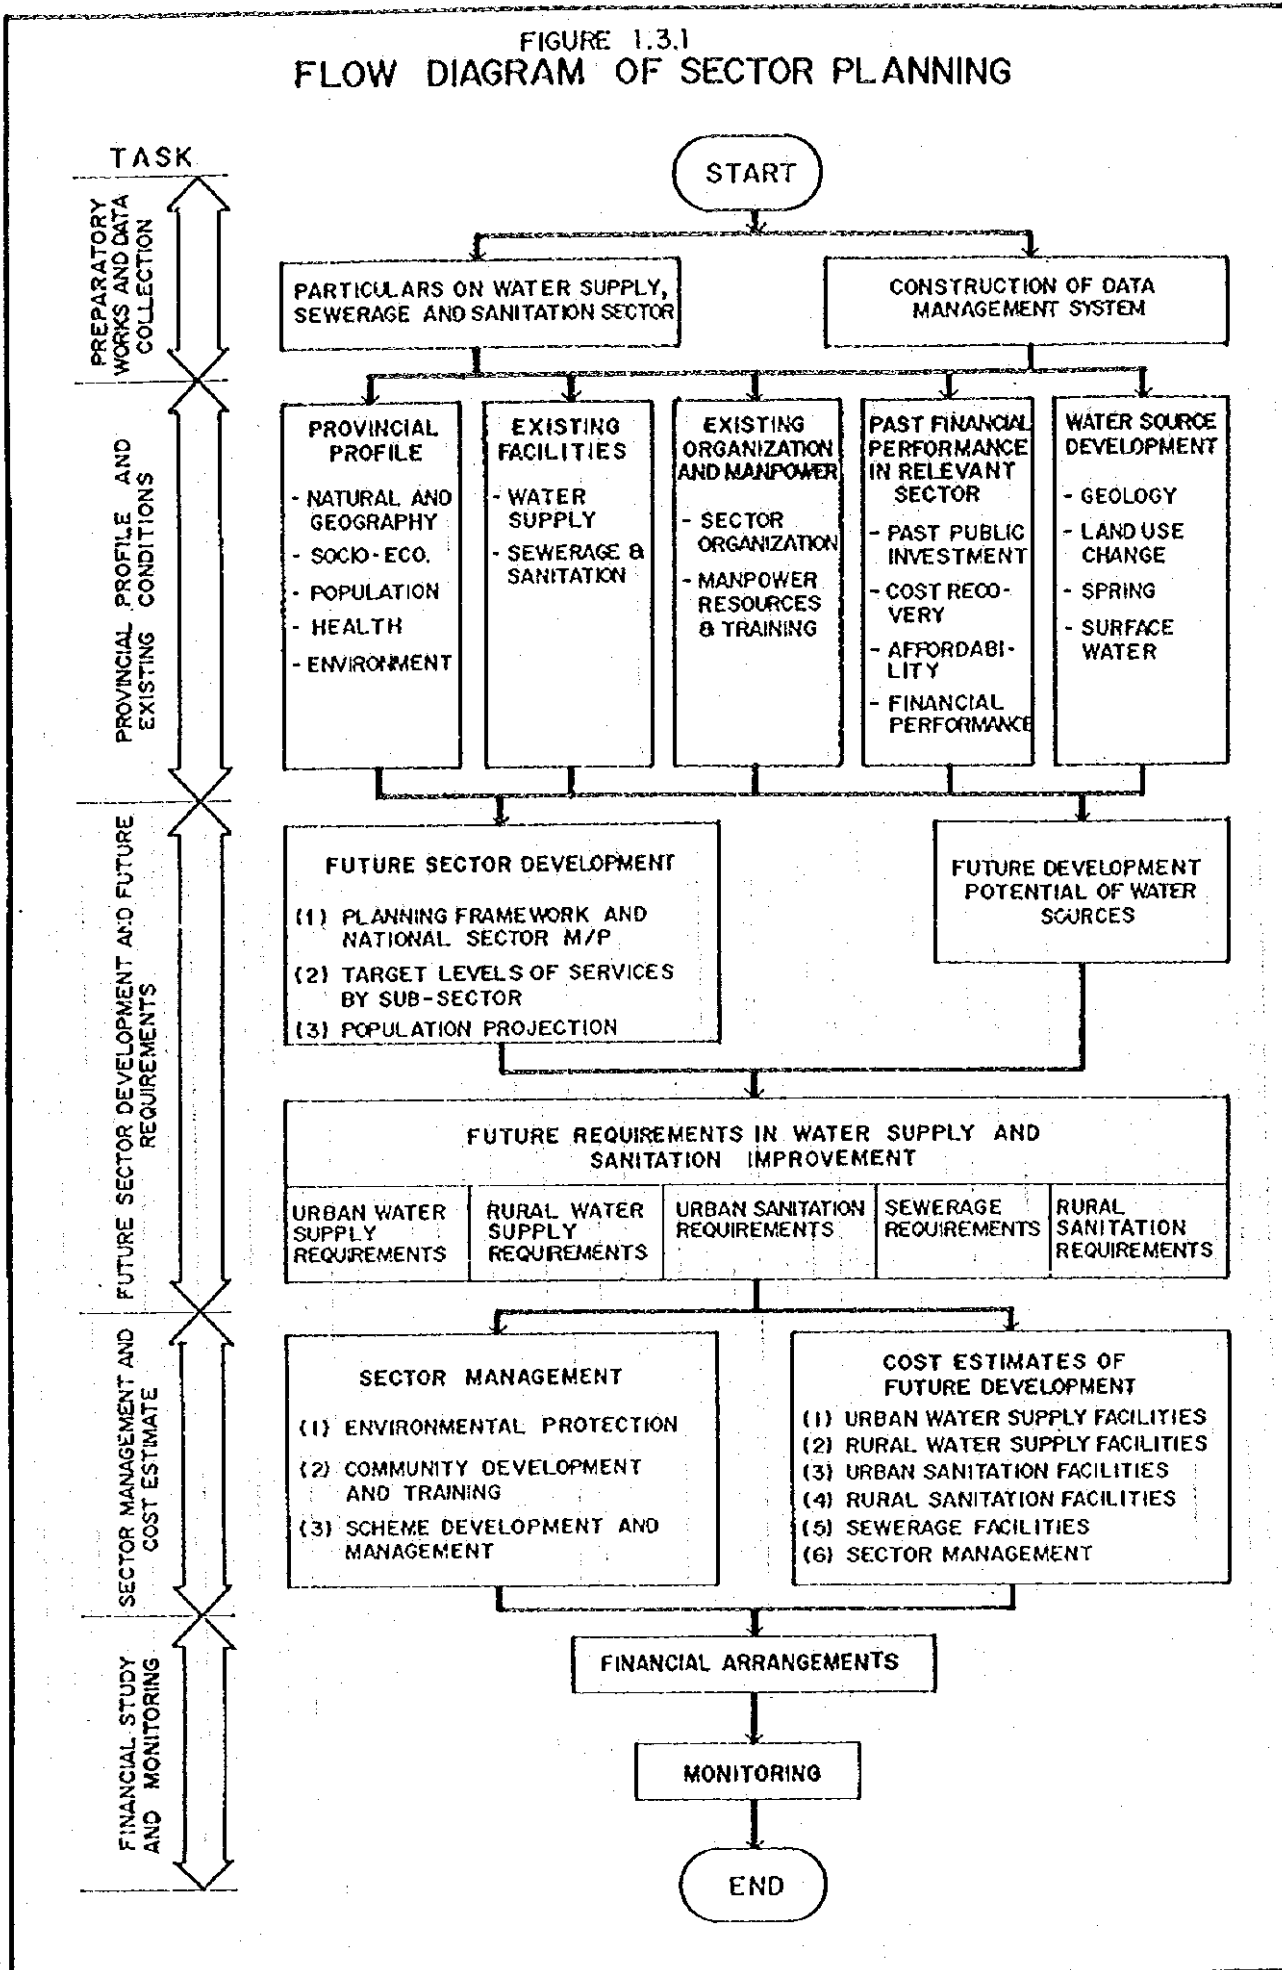 FIGURE 1.3.1
FLOW DIAGRAM OF SECTOR PLANNING
TASK
START
PREPARATORY
WORKS AND DATA
COLLECTION
PARTICULARS ON WATER SUPPLY,
SEWERAGE AND SANITATION SECTOR
CONSTRUCTION OF DATA
MANAGEMENT SYSTEM
PROVINCIAL PROFILE AND
EXISTING CONDITIONS
PROVINCIAL
PROFILE
- NATURAL AND
GEOGRAPHY
- SOCIO-ECO.
- POPULATION
- HEALTH
- ENVIRONMENT
EXISTING
FACILITIES
- WATER
SUPPLY
- SEWERAGE &
SANITATION
EXISTING
ORGANIZATION
AND MANPOWER
- SECTOR
ORGANIZATION
- MANPOWER
RESOURCES
& TRAINING
PAST FINANCIAL
PERFORMANCE
IN RELEVANT
SECTOR
- PAST PUBLIC
INVESTMENT
- COST RECO-
VERY
- AFFORDABI-
LITY
- FINANCIAL
PERFORMANCE
WATER SOURCE
DEVELOPMENT
- GEOLOGY
- LAND USE
CHANGE
- SPRING
- SURFACE
WATER
FUTURE SECTOR DEVELOPMENT AND FUTURE
REQUIREMENTS
FUTURE SECTOR DEVELOPMENT
(1) PLANNING FRAMEWORK AND
NATIONAL SECTOR M/P
(2) TARGET LEVELS OF SERVICES
BY SUB-SECTOR
(3) POPULATION PROJECTION
FUTURE DEVELOPMENT
POTENTIAL OF WATER
SOURCES
FUTURE REQUIREMENTS IN WATER SUPPLY AND
SANITATION IMPROVEMENT
URBAN WATER
SUPPLY
REQUIREMENTS
RURAL WATER
SUPPLY
REQUIREMENTS
URBAN SANITATION
REQUIREMENTS
SEWERAGE
REQUIREMENTS
RURAL
SANITATION
REQUIREMENTS
SECTOR MANAGEMENT AND
COST ESTIMATE
SECTOR MANAGEMENT
(1) ENVIRONMENTAL PROTECTION
(2) COMMUNITY DEVELOPMENT
AND TRAINING
(3) SCHEME DEVELOPMENT AND
MANAGEMENT
COST ESTIMATES OF
FUTURE DEVELOPMENT
(1) URBAN WATER SUPPLY FACILITIES
(2) RURAL WATER SUPPLY FACILITIES
(3) URBAN SANITATION FACILITIES
(4) RURAL SANITATION FACILITIES
(5) SEWERAGE FACILITIES
(6) SECTOR MANAGEMENT
FINANCIAL STUDY
AND MONITORING
FINANCIAL ARRANGEMENTS
MONITORING
END